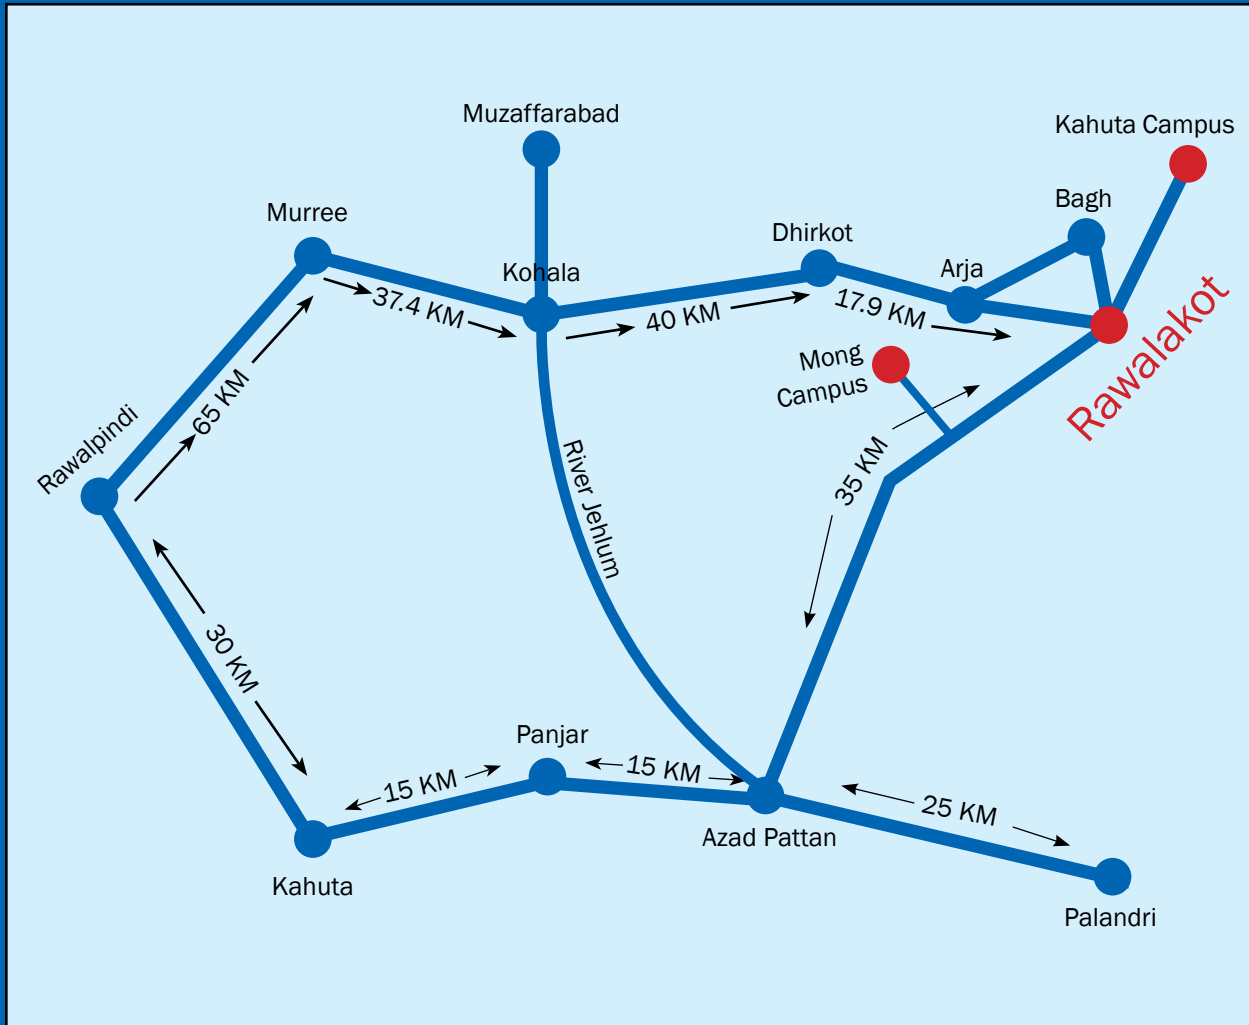 Muzaffarabad
Kahuta Campus
Murree
Bagh
Dhirkot
Kohala
Arja
37.4 KM
40 KM
17.9 KM
Rawalakot
Mong
Campus
65 KM
Rawalpindi
35 KM
River Jehlum
30 KM
Panjar
15 KM
15 KM
25 KM
Azad Pattan
Kahuta
Palandri